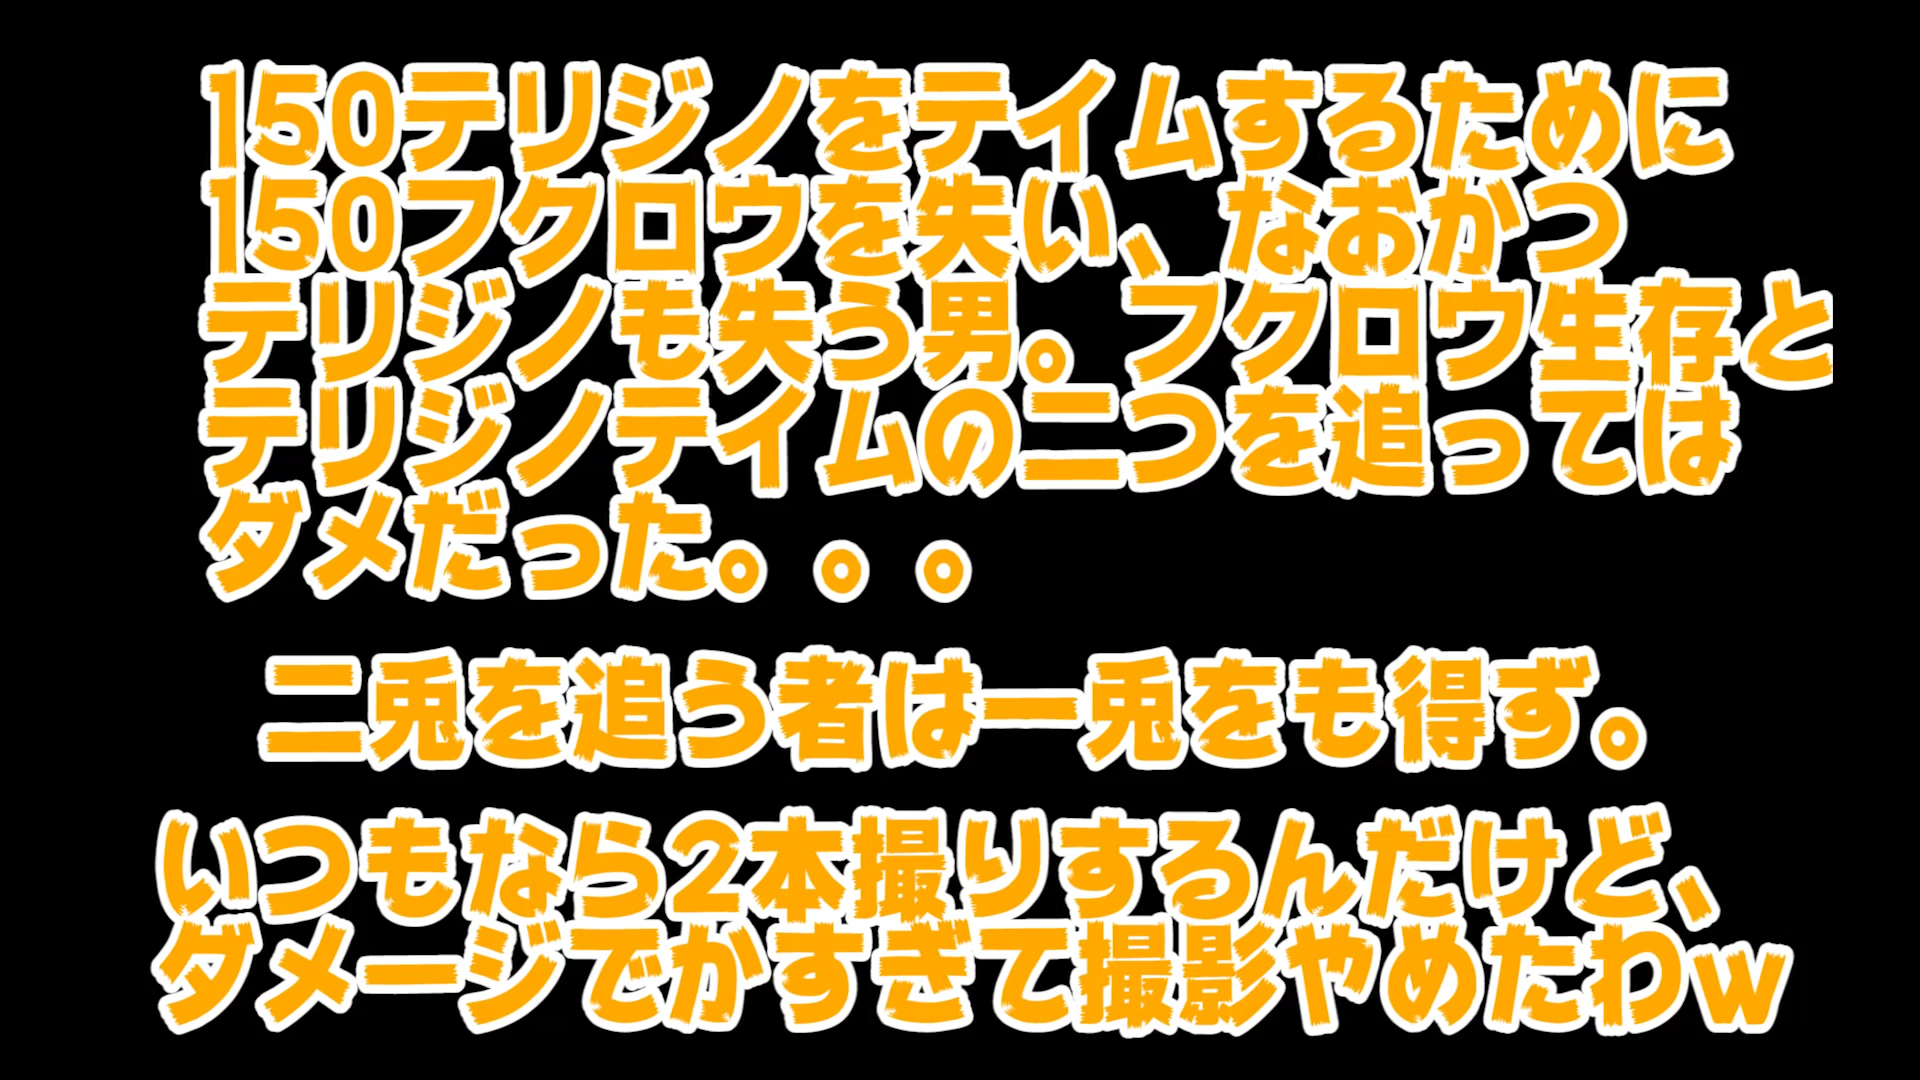 150テリジノをテイムするために
150フクロウを失い、なおかつ
テリジノも失う男。フクロウ生存と
テリジノテイムの二つを追っては
ダメだった。。。
二兎を追う者は一兎をも得ず。
いつもなら2本撮りするんだけど、
ダメージでかすぎて撮影やめたわw